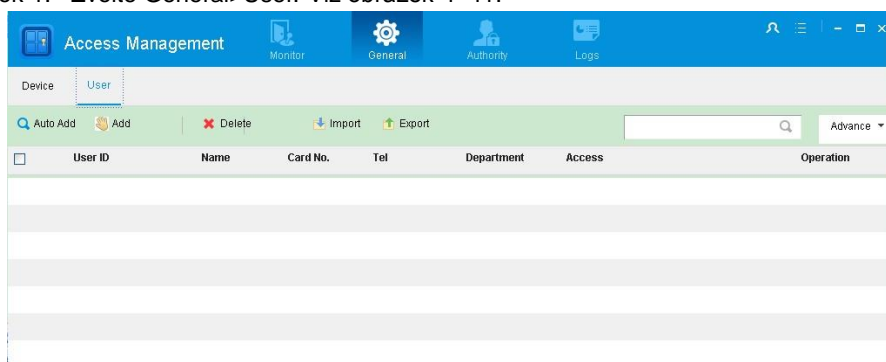 Access Management
Monitor
General
Authority
Logs
Device
User
Auto Add
Add
Delete
Import
Export
Advance
User ID
Name
Card No.
Tel
Department
Access
Operation